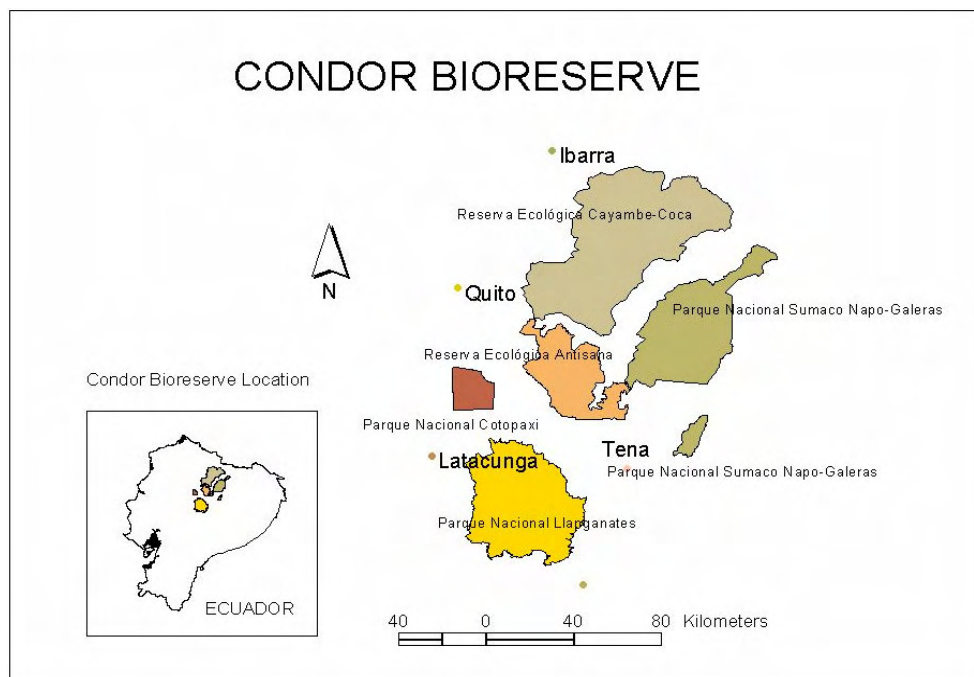 CONDOR BIORESERVE
Ibarra
Reserva Ecológica Cayambe-Coca
N
Quito
Parque Nacional Sumaco Napo-Galeras
Reserva Ecológica Antisana
Condor Bioreserve Location
Parque Nacional Cotopaxi
Tena
Latacunga
Parque Nacional Sumaco Napo-Galeras
Parque Nacional Llapganates
ECUADOR
40 0 40 80 Kilometers